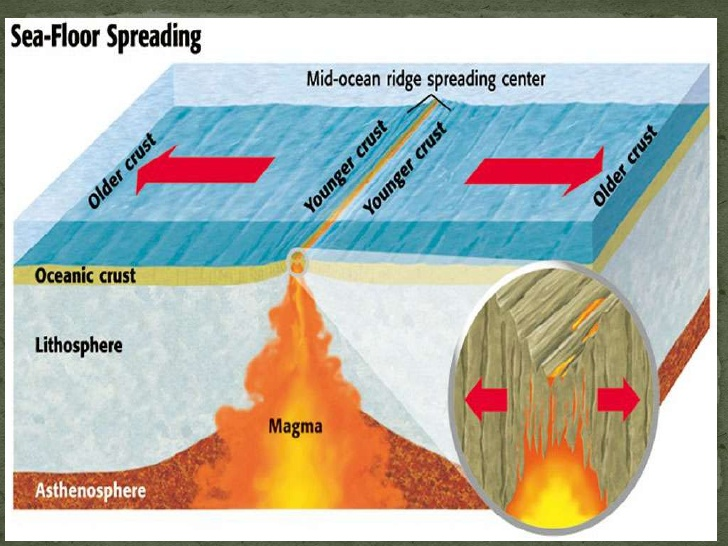 Sea-Floor Spreading
Mid-ocean ridge spreading center
Older crust
Younger crust
Younger crust
Older crust
Oceanic crust
Lithosphere
Magma
Asthenosphere